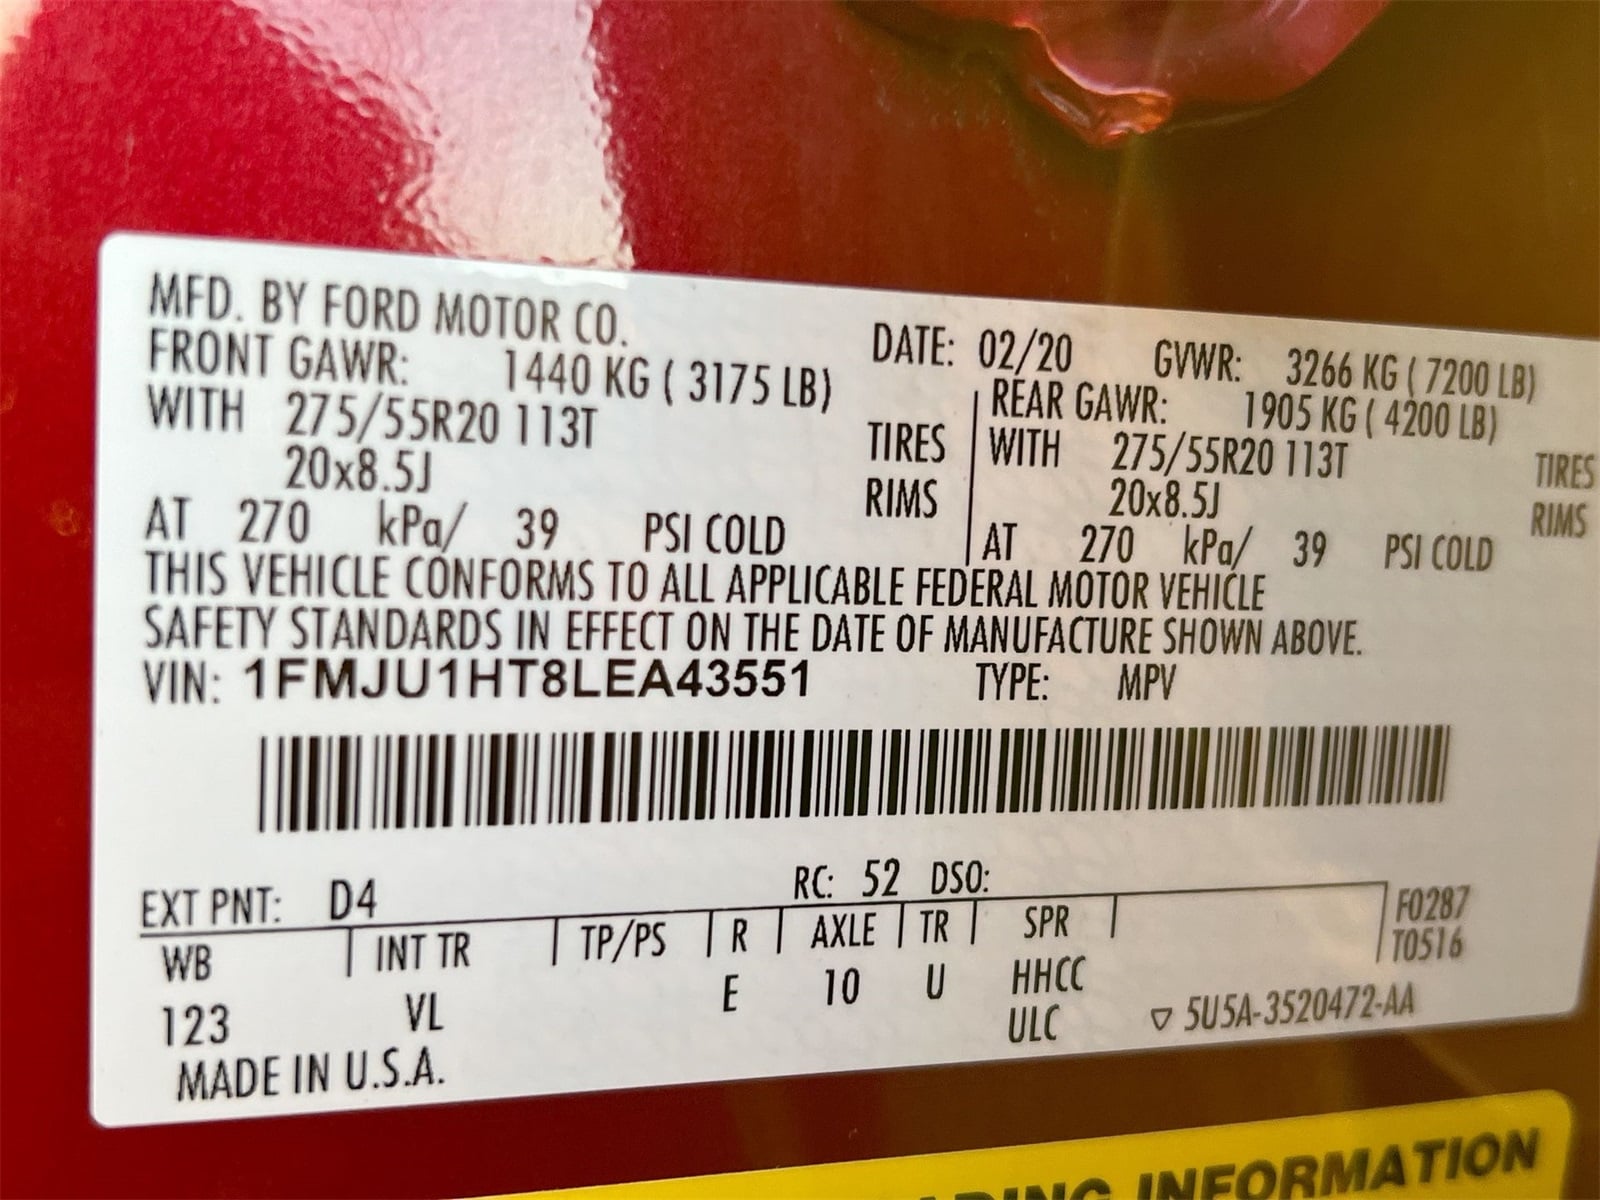 MFD. BY FORD MOTOR CO. DATE: 02/20 GVWR: 3266 KG ( 7200 LB)
FRONT GAWR: 1440 KG ( 3175 LB) REAR GAWR: 1905 KG ( 4200 LB)
WITH 275/55R20 113T TIRES WITH 275/55R20 113T TIRES
20x8.5J RIMS 20x8.5J RIMS
AT 270 kPa/ 39 PSI COLD AT 270 kPa/ 39 PSI COLD
THIS VEHICLE CONFORMS TO ALL APPLICABLE FEDERAL MOTOR VEHICLE
SAFETY STANDARDS IN EFFECT ON THE DATE OF MANUFACTURE SHOWN ABOVE.
VIN: 1FMJU1HT8LEA43551 TYPE: MPV
EXT PNT: D4 RC: 52 DSO:
WB INT TR TP/PS R AXLE TR SPR F0287
T0516
123 VL E 10 U HHCC
ULC ▽ 5U5A-3520472-AA
MADE IN U.S.A.
INFORMATION